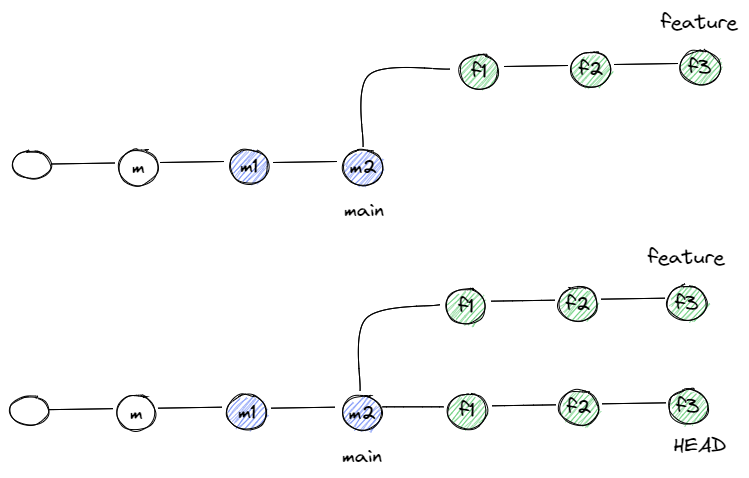 feature
f1 f2 f3
m m1 m2
main
feature
f1 f2 f3
m m1 m2 f1 f2 f3
main HEAD